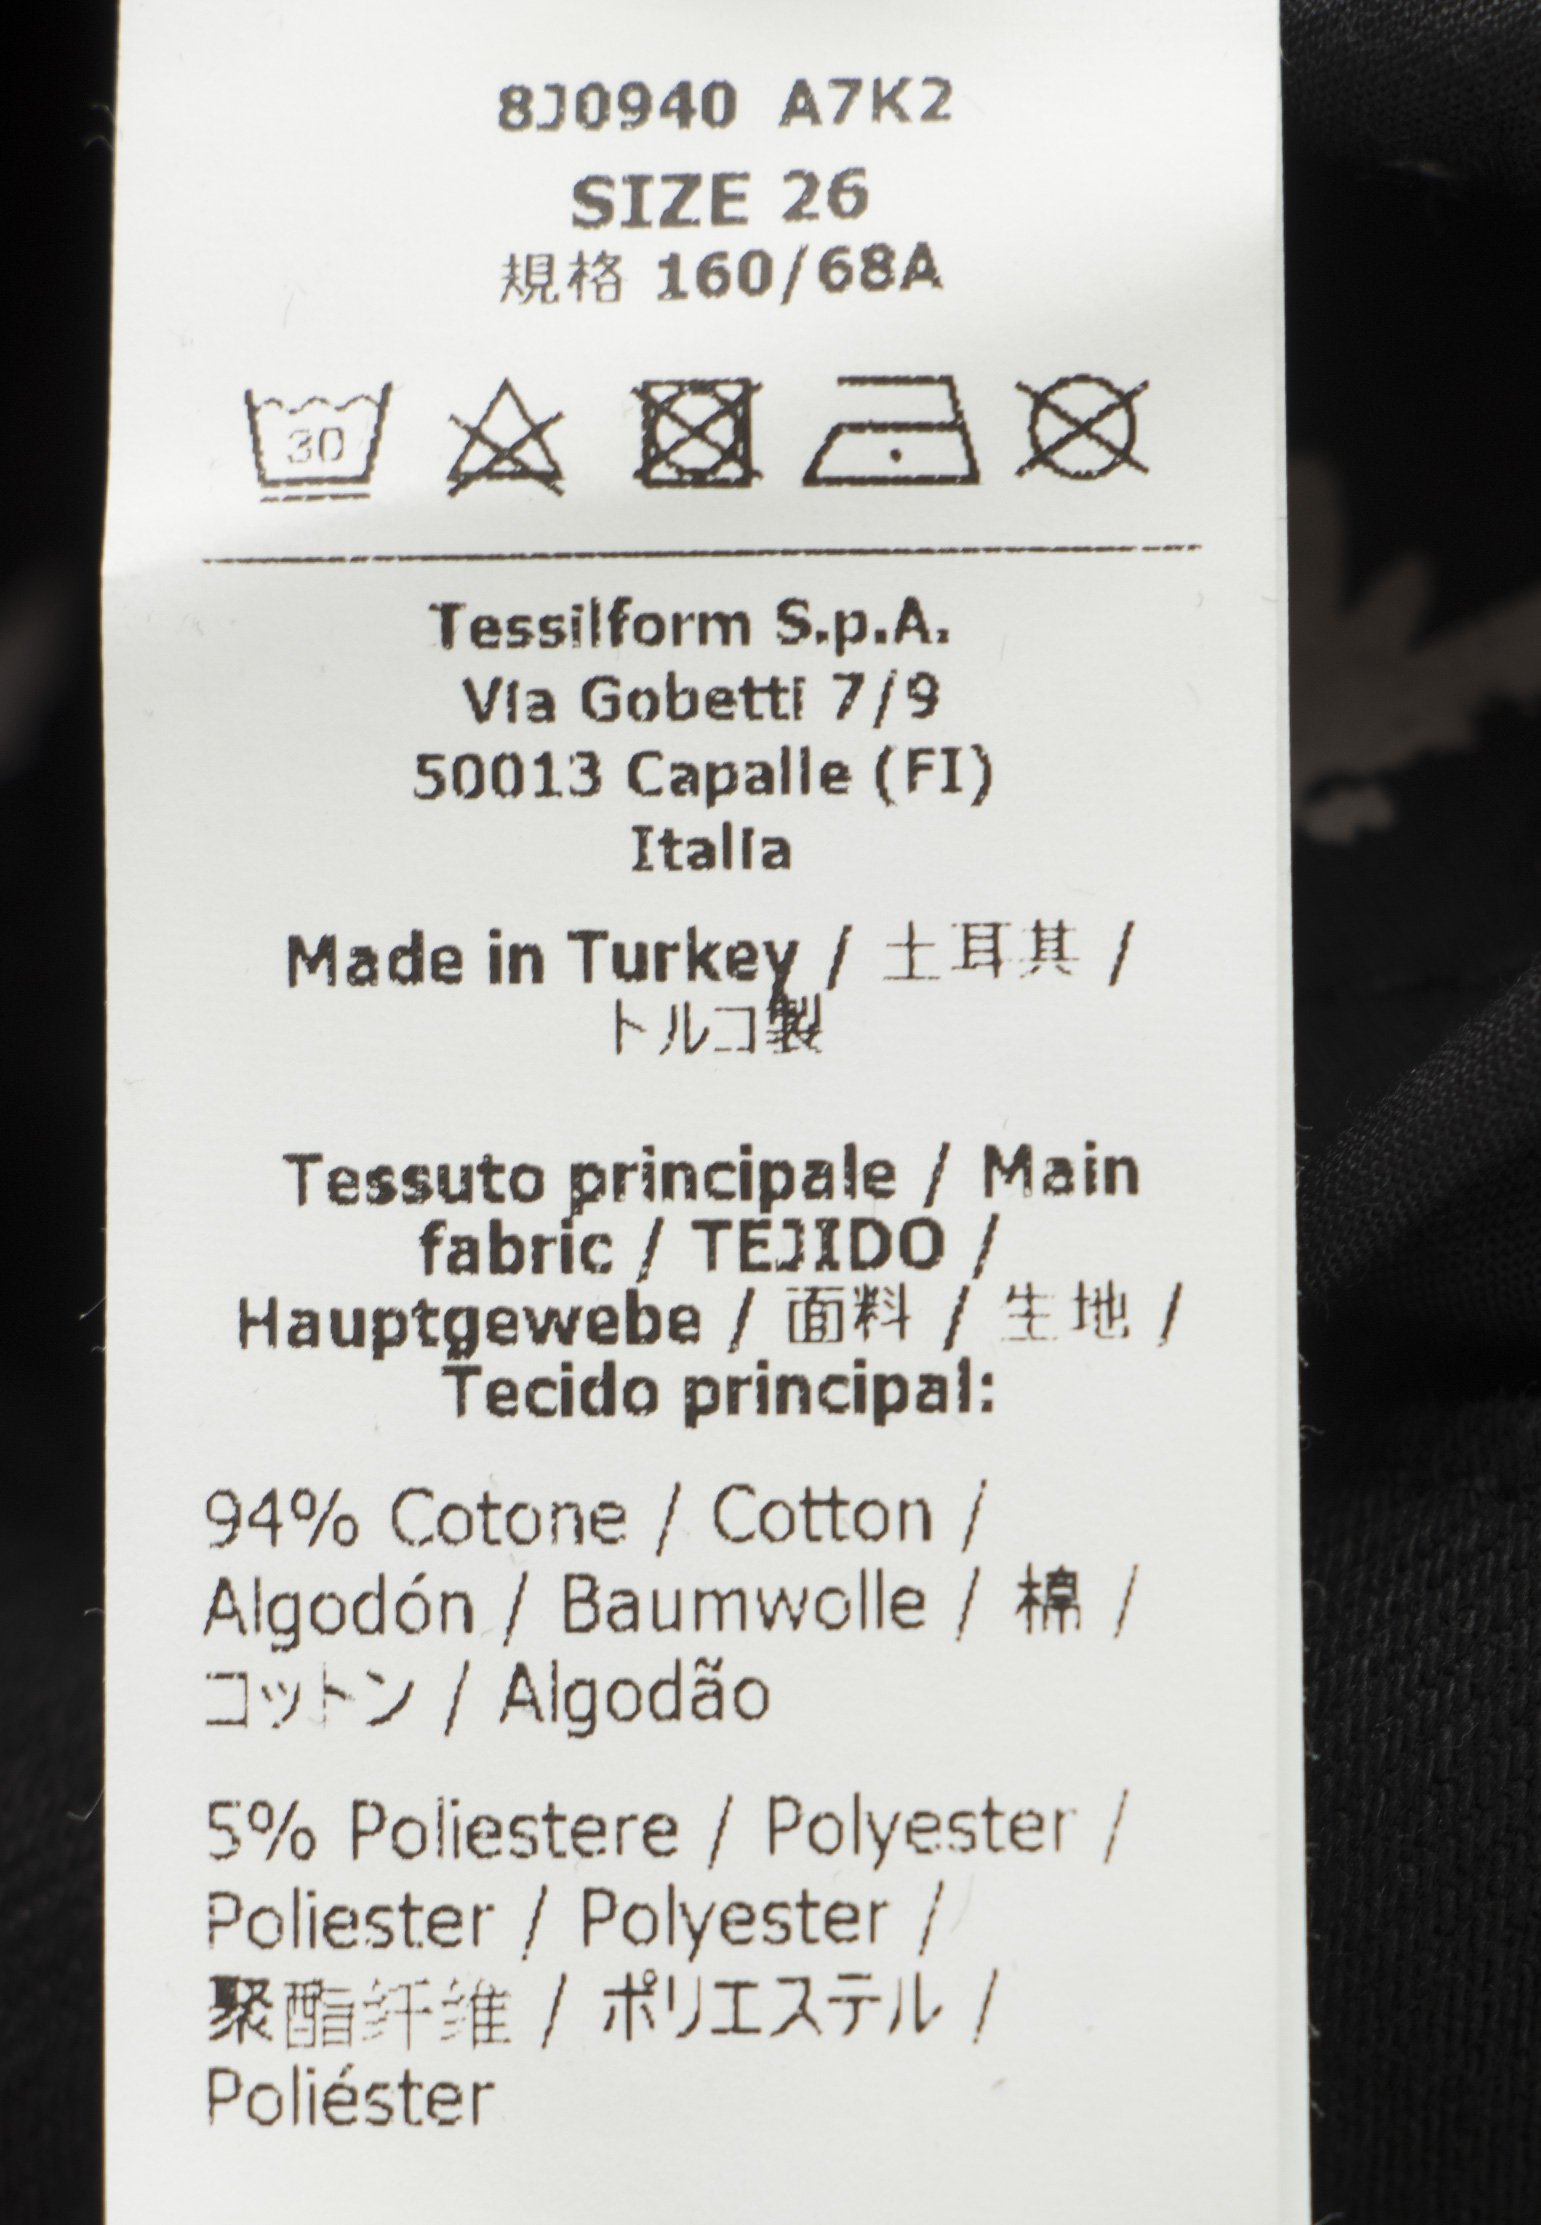 8J0940 A7K2
SIZE 26
規格 160/68A
30
Tessilform S.p.A.
Via Gobetti 7/9
50013 Capalle (FI)
Italia
Made in Turkey / 土耳其 /
トルコ製
Tessuto principale / Main
fabric / TEJIDO /
Hauptgewebe / 面料 / 生地 /
Tecido principal:
94% Cotone / Cotton /
Algodón / Baumwolle / 棉 /
コットン / Algodão
5% Poliestere / Polyester /
Poliester / Polyester /
聚酯纤维 / ポリエステル /
Poliéster